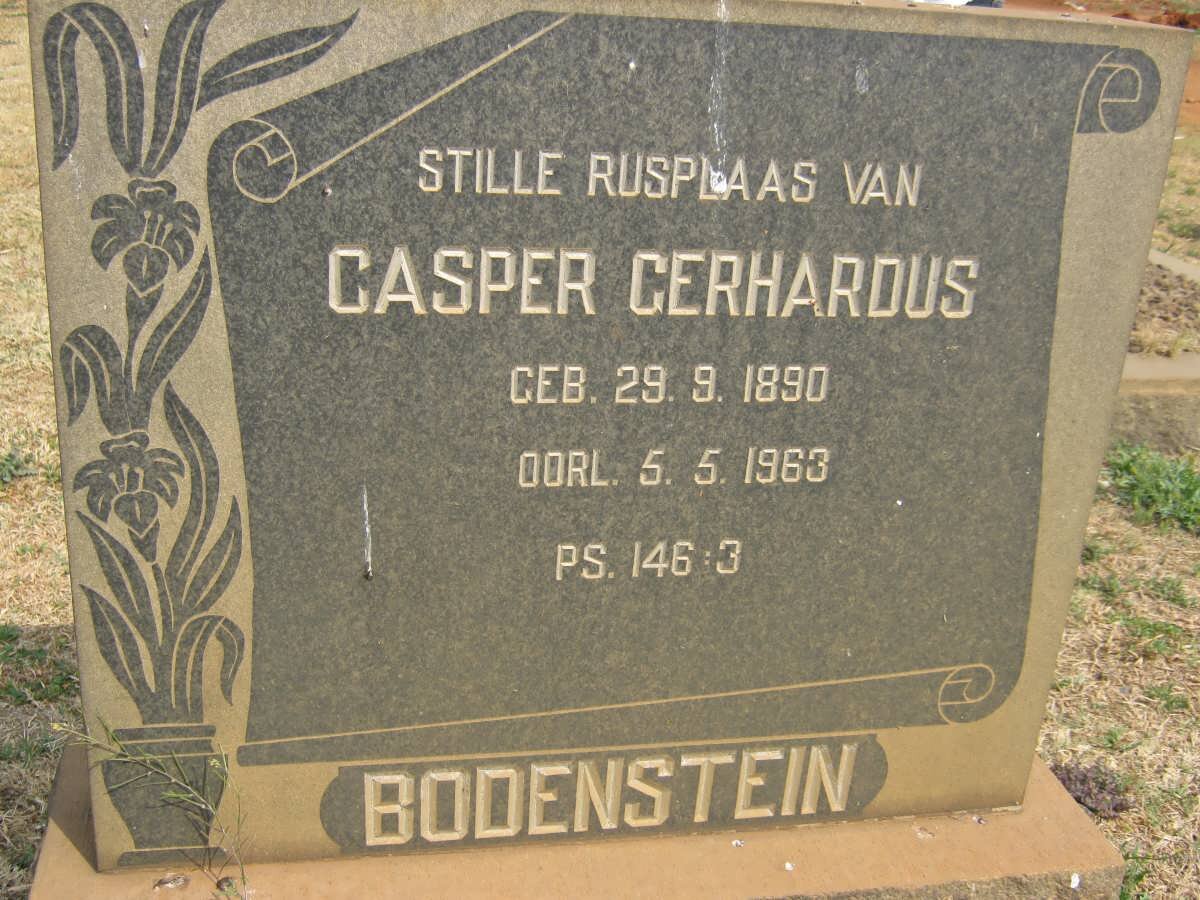 STILLE RUSPLAAS VAN
CASPER GERHARDUS
GEB. 29. 9. 1890
OORL. 5. 5. 1963
PS. 146:3
BODENSTEIN